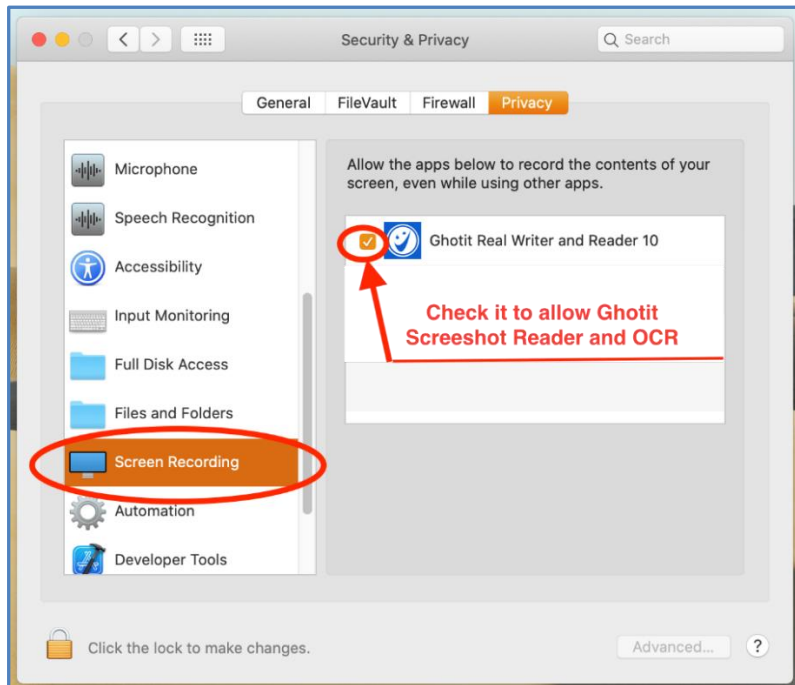 Security & Privacy
Search
General
FileVault
Firewall
Privacy
Microphone
Speech Recognition
Accessibility
Input Monitoring
Full Disk Access
Files and Folders
Screen Recording
Automation
Developer Tools
Allow the apps below to record the contents of your
screen, even while using other apps.
Ghotit Real Writer and Reader 10
Check it to allow Ghotit
Screeshot Reader and OCR
Click the lock to make changes.
Advanced...
?